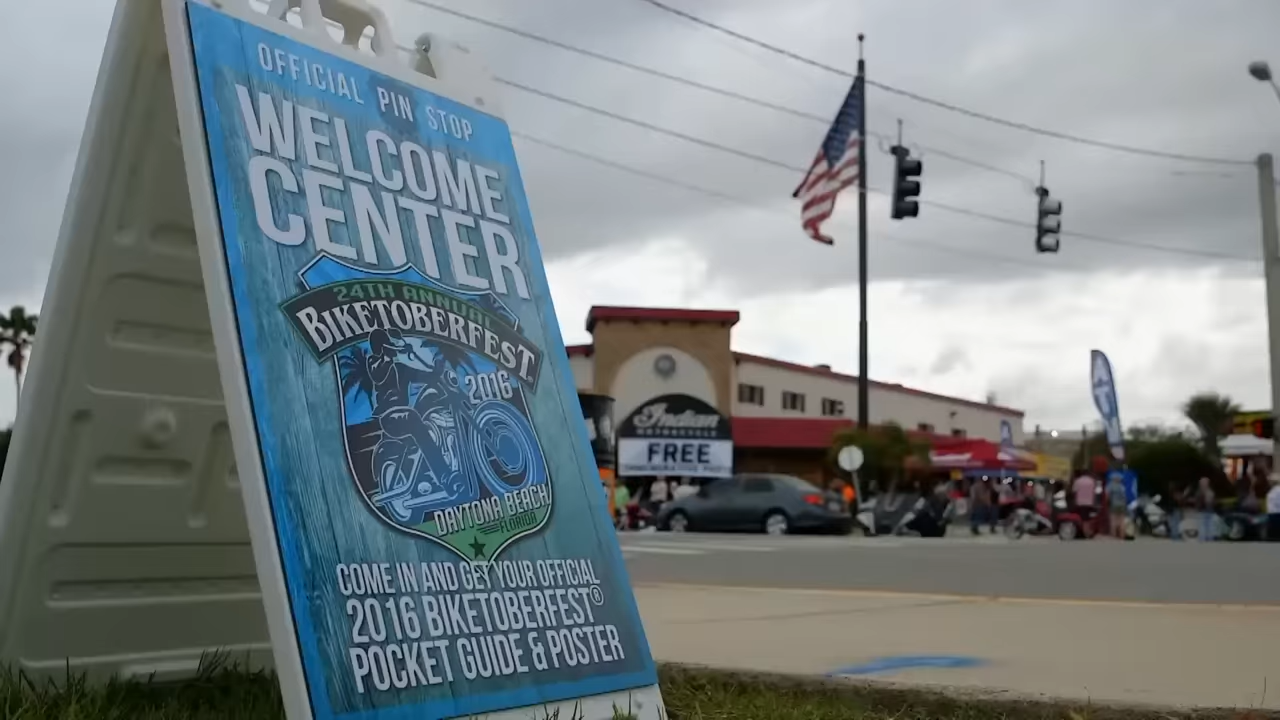 OFFICIAL PIN STOP
WELCOME
CENTER
24TH ANNUAL
BIKETOBERFEST
2016
DAYTONA BEACH
FLORIDA
COME IN AND GET YOUR OFFICIAL
2016 BIKETOBERFEST®
POCKET GUIDE & POSTER
Indian
MOTORCYCLE
FREE